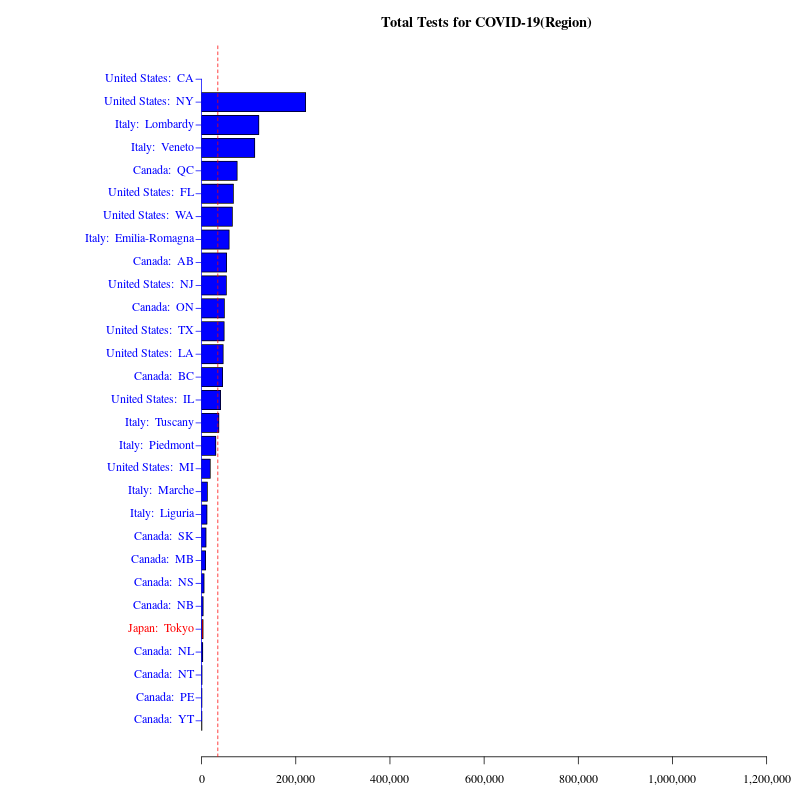 Total Tests for COVID-19(Region)
United States: CA
United States: NY
Italy: Lombardy
Italy: Veneto
Canada: QC
United States: FL
United States: WA
Italy: Emilia-Romagna
Canada: AB
United States: NJ
Canada: ON
United States: TX
United States: LA
Canada: BC
United States: IL
Italy: Tuscany
Italy: Piedmont
United States: MI
Italy: Marche
Italy: Liguria
Canada: SK
Canada: MB
Canada: NS
Canada: NB
Japan: Tokyo
Canada: NL
Canada: NT
Canada: PE
Canada: YT
0 200,000 400,000 600,000 800,000 1,000,000 1,200,000